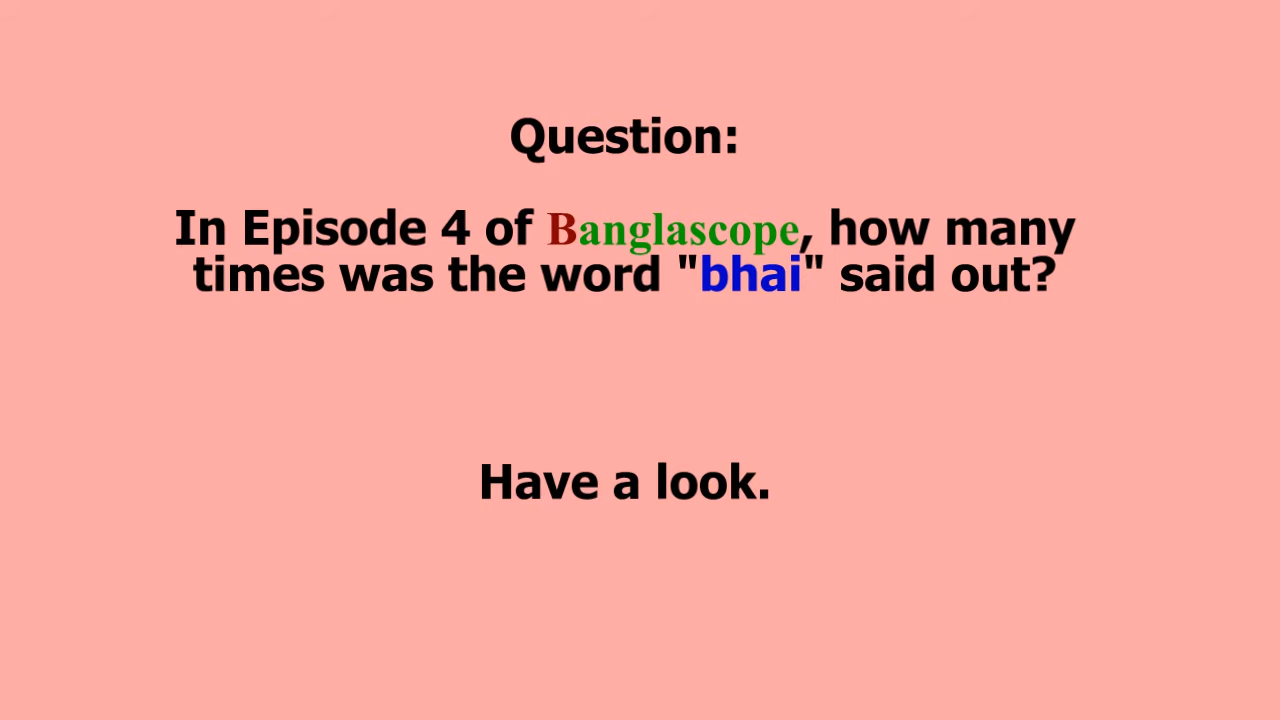 Question:
In Episode 4 of Banglascope, how many
times was the word "bhai" said out?
Have a look.